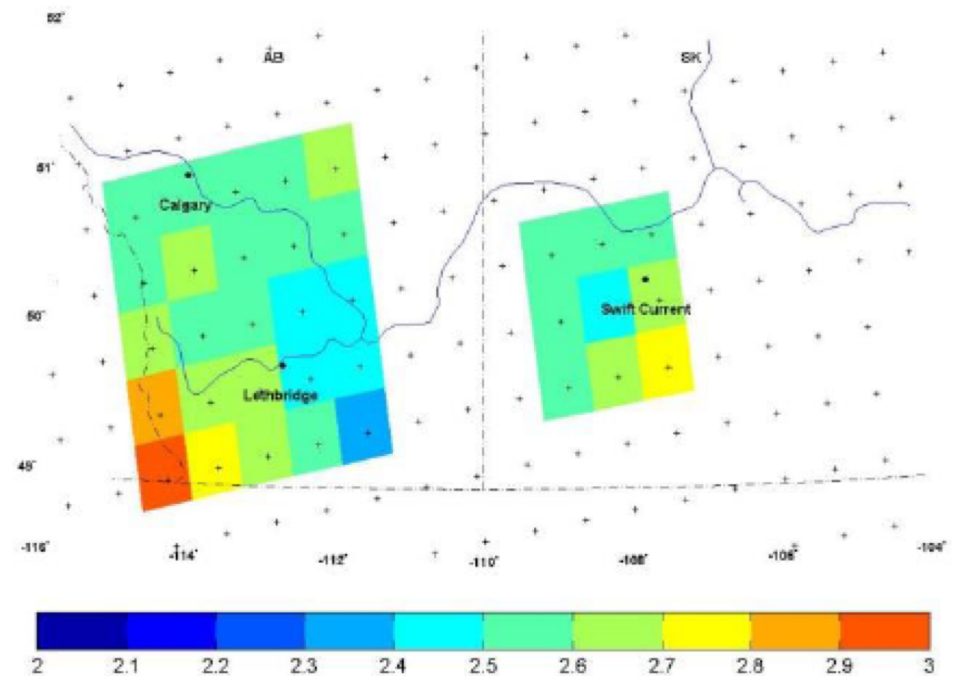 52°
AB
SK
51°
Calgary
50°
Swift Current
Lethbridge
49°
-116° -114° -112° -110° -108° -106° -104°
2 2.1 2.2 2.3 2.4 2.5 2.6 2.7 2.8 2.9 3